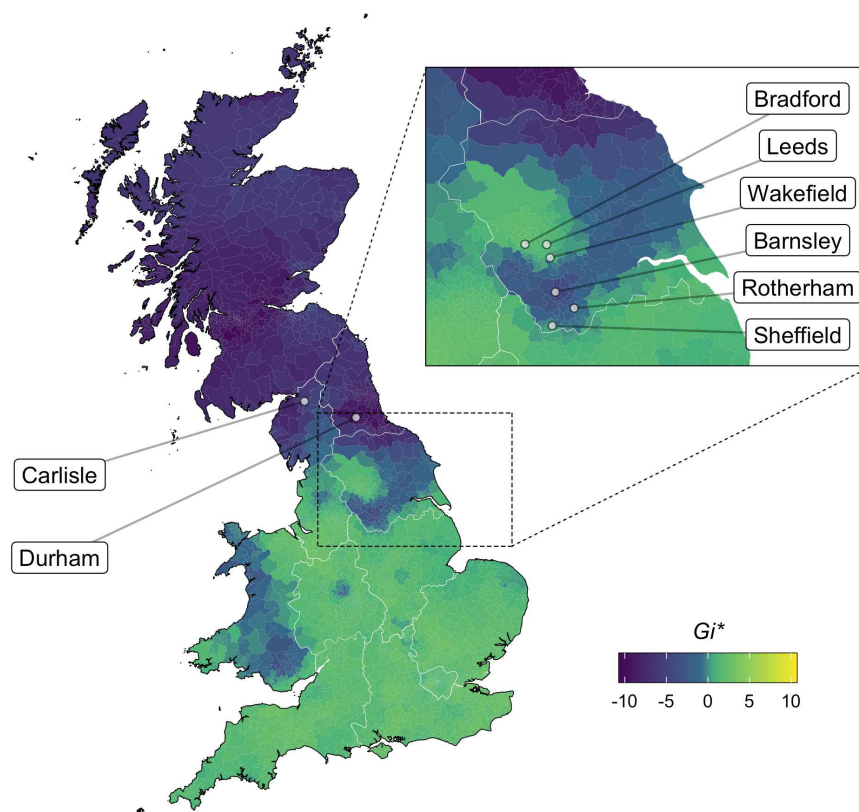 Bradford
Leeds
Wakefield
Barnsley
Rotherham
Sheffield
Carlisle
Durham
Gi*
-10 -5 0 5 10